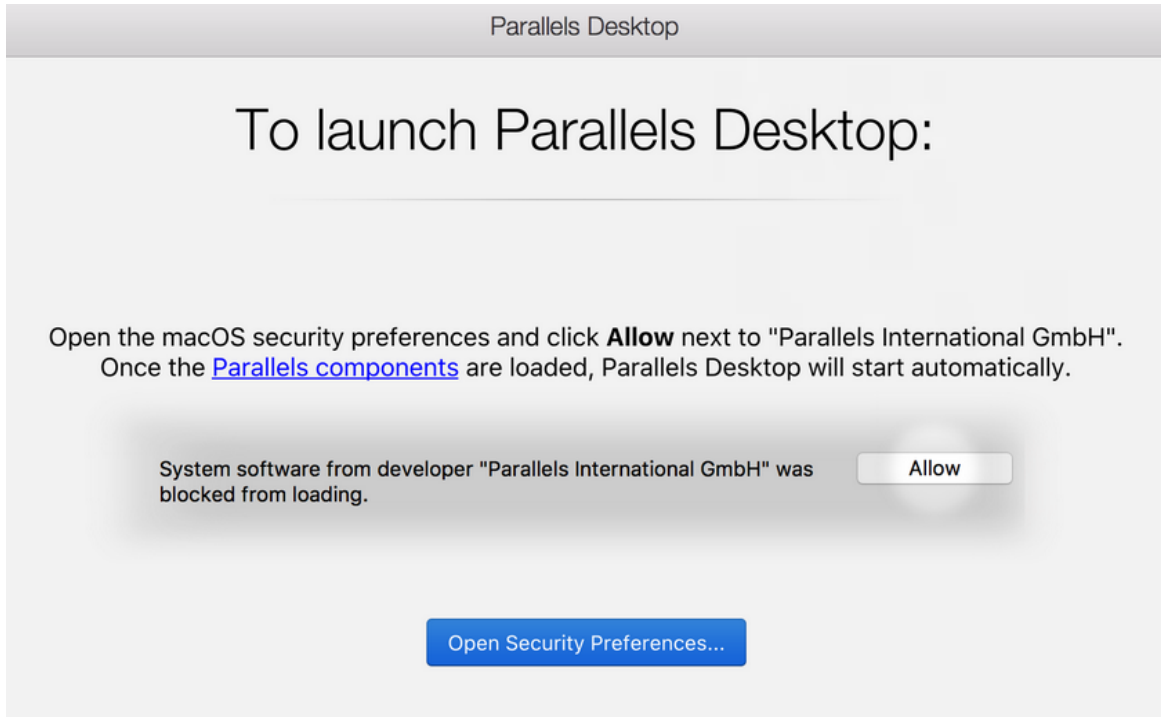 Parallels Desktop
To launch Parallels Desktop:
Open the macOS security preferences and click Allow next to "Parallels International GmbH".
Once the Parallels components are loaded, Parallels Desktop will start automatically.
System software from developer "Parallels International GmbH" was
blocked from loading.
Allow
Open Security Preferences...